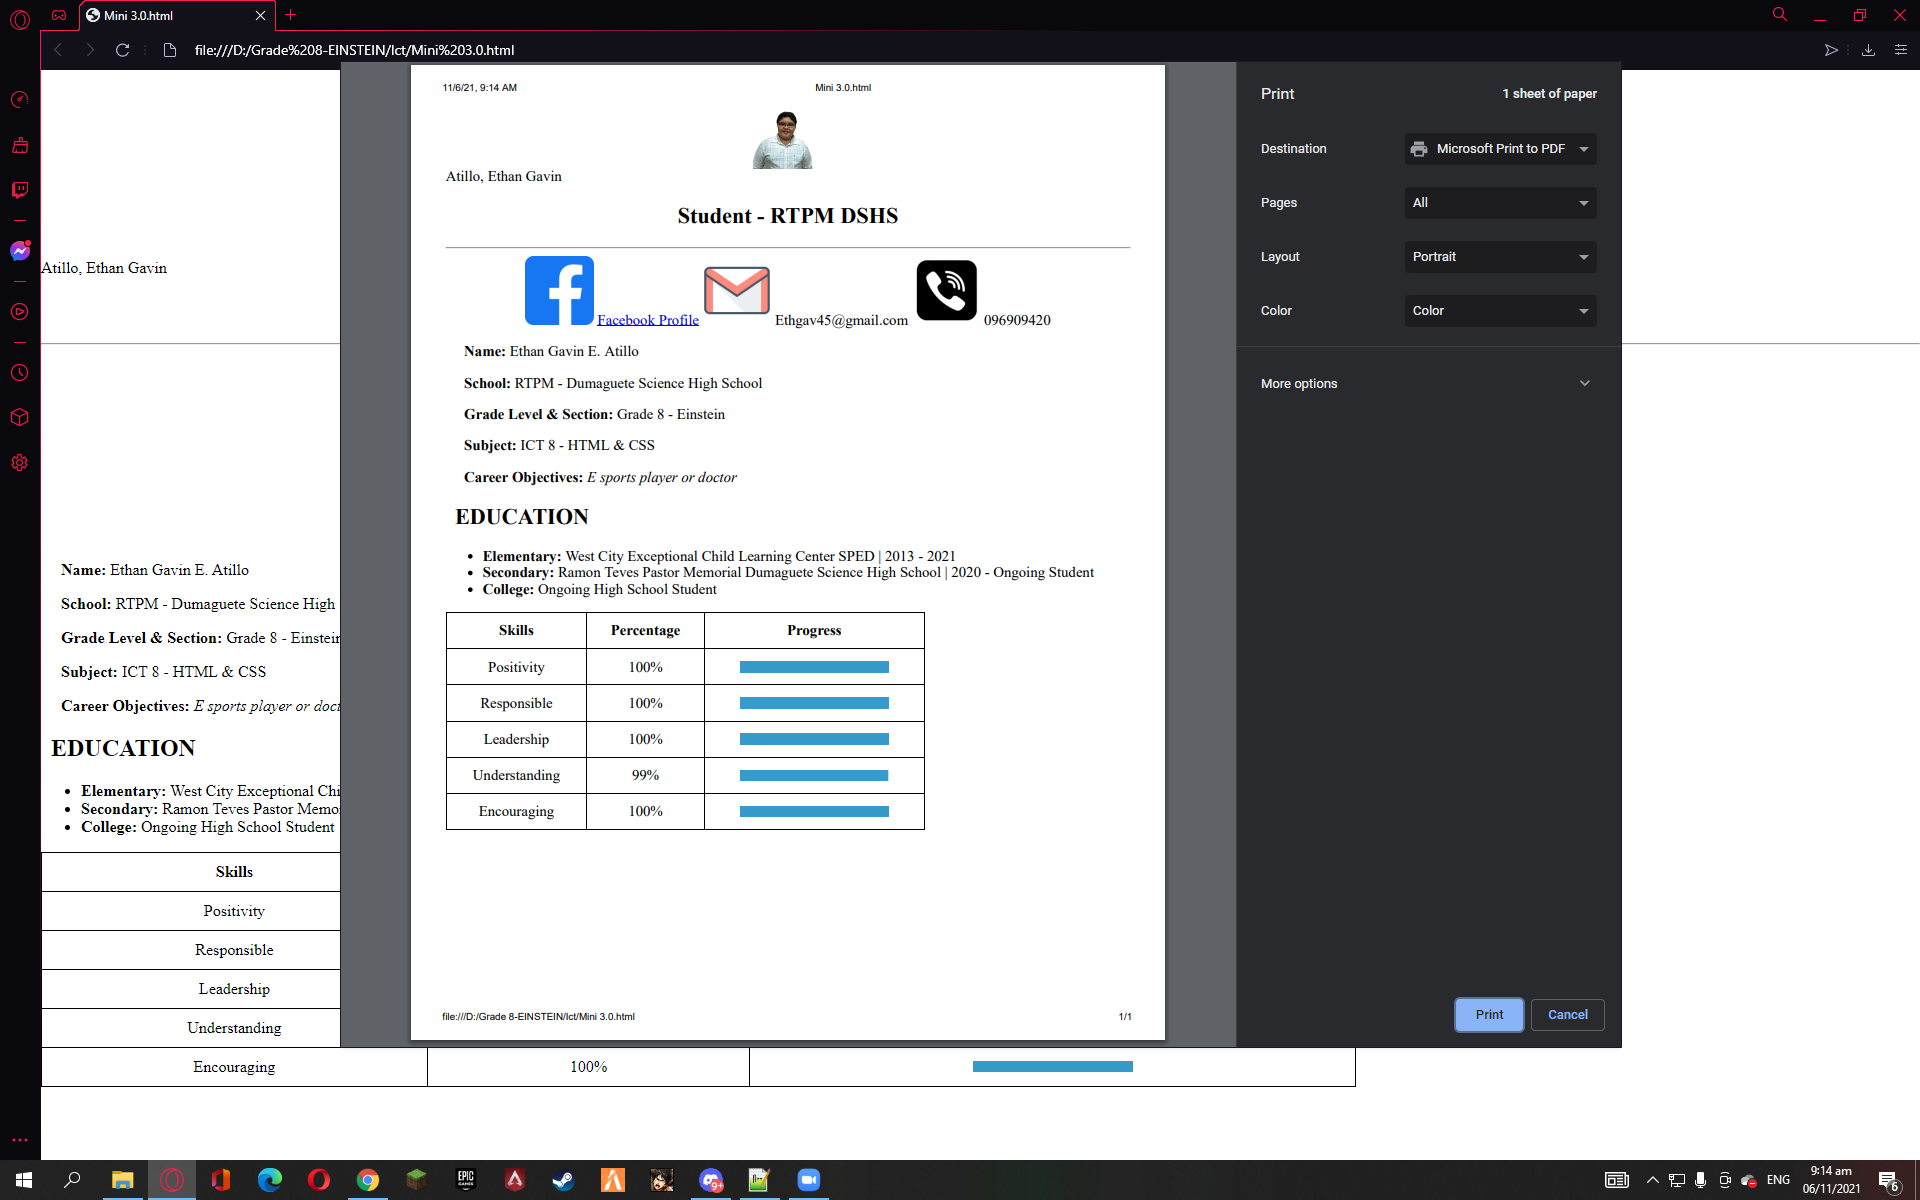 Mini 3.0.html
file:///D:/Grade%208-EINSTEIN/Ict/Mini%203.0.html
11/6/21, 9:14 AM
Mini 3.0.html
Atillo, Ethan Gavin
Student - RTPM DSHS
Facebook Profile
Ethgav45@gmail.com
096909420
Name: Ethan Gavin E. Atillo
School: RTPM - Dumaguete Science High School
Grade Level & Section: Grade 8 - Einstein
Subject: ICT 8 - HTML & CSS
Career Objectives: E sports player or doctor
EDUCATION
Elementary: West City Exceptional Child Learning Center SPED | 2013 - 2021
Secondary: Ramon Teves Pastor Memorial Dumaguete Science High School | 2020 - Ongoing Student
College: Ongoing High School Student
Skills Percentage Progress
Positivity 100%
Responsible 100%
Leadership 100%
Understanding 99%
Encouraging 100%
file:///D:/Grade 8-EINSTEIN/Ict/Mini 3.0.html
1/1
Print
1 sheet of paper
Destination
Microsoft Print to PDF
Pages
All
Layout
Portrait
Color
Color
More options
Print
Cancel
Atillo, Ethan Gavin
Name: Ethan Gavin E. Atillo
School: RTPM - Dumaguete Science High
Grade Level & Section: Grade 8 - Einstein
Subject: ICT 8 - HTML & CSS
Career Objectives: E sports player or doct
EDUCATION
Elementary: West City Exceptional Chi
Secondary: Ramon Teves Pastor Memo
College: Ongoing High School Student
Skills
Positivity
Responsible
Leadership
Understanding
Encouraging 100%
EPIC
GAMES
9+
ENG
9:14 am
06/11/2021
6